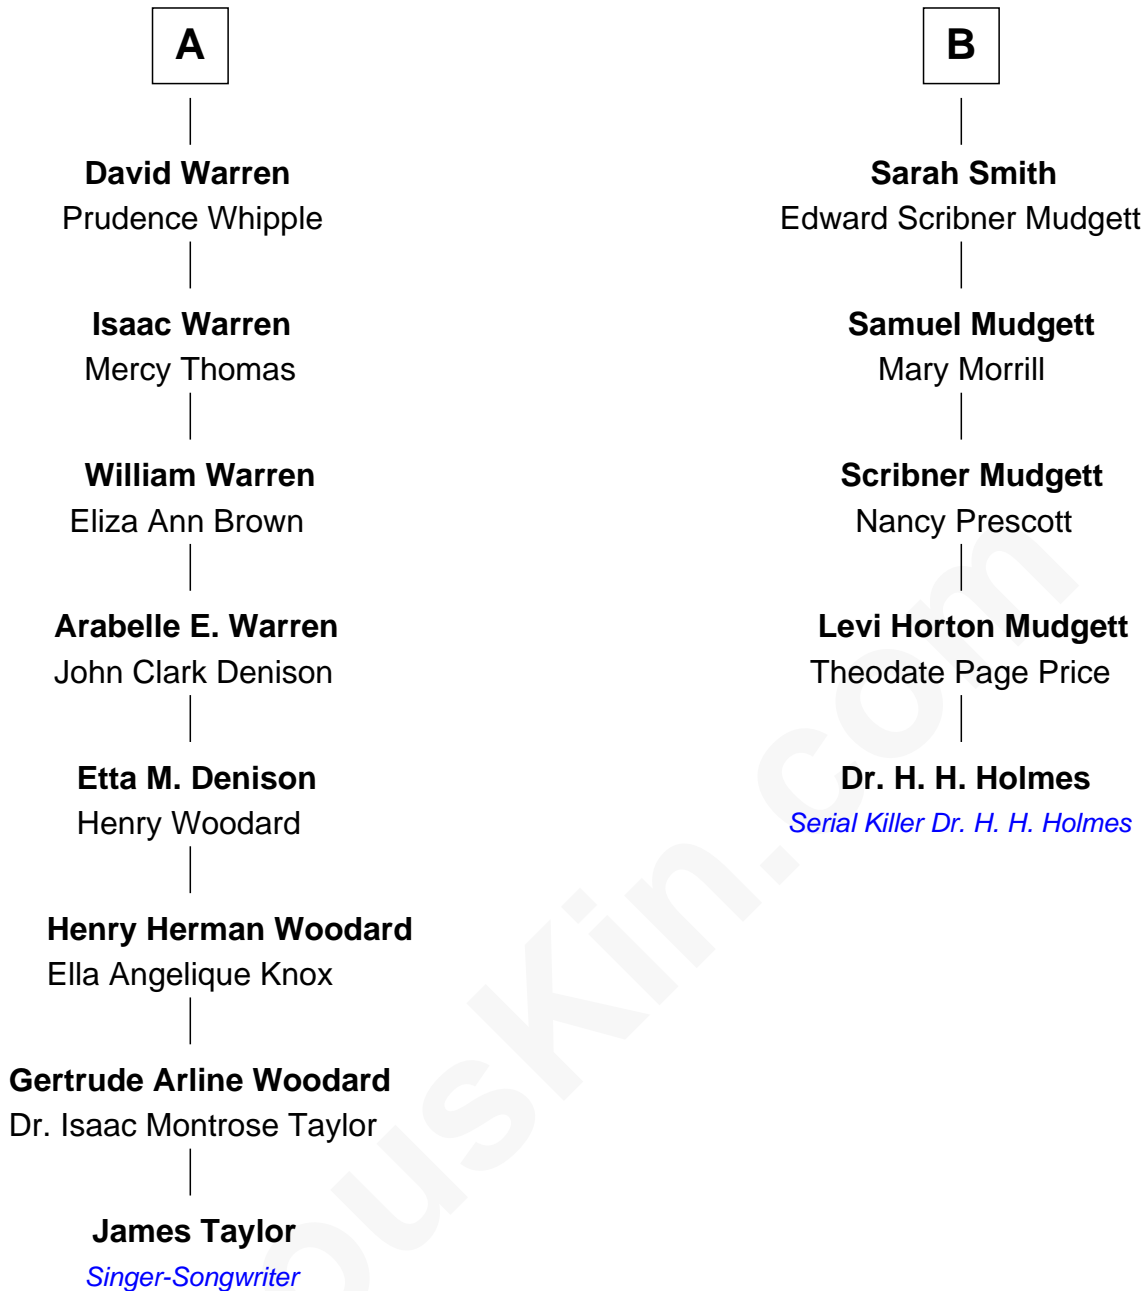 A
David Warren
Prudence Whipple
Isaac Warren
Mercy Thomas
William Warren
Eliza Ann Brown
Arabelle E. Warren
John Clark Denison
Etta M. Denison
Henry Woodard
Henry Herman Woodard
Ella Angelique Knox
Gertrude Arline Woodard
Dr. Isaac Montrose Taylor
James Taylor
Singer-Songwriter
B
Sarah Smith
Edward Scribner Mudgett
Samuel Mudgett
Mary Morrill
Scribner Mudgett
Nancy Prescott
Levi Horton Mudgett
Theodate Page Price
Dr. H. H. Holmes
Serial Killer Dr. H. H. Holmes
ousKin.com